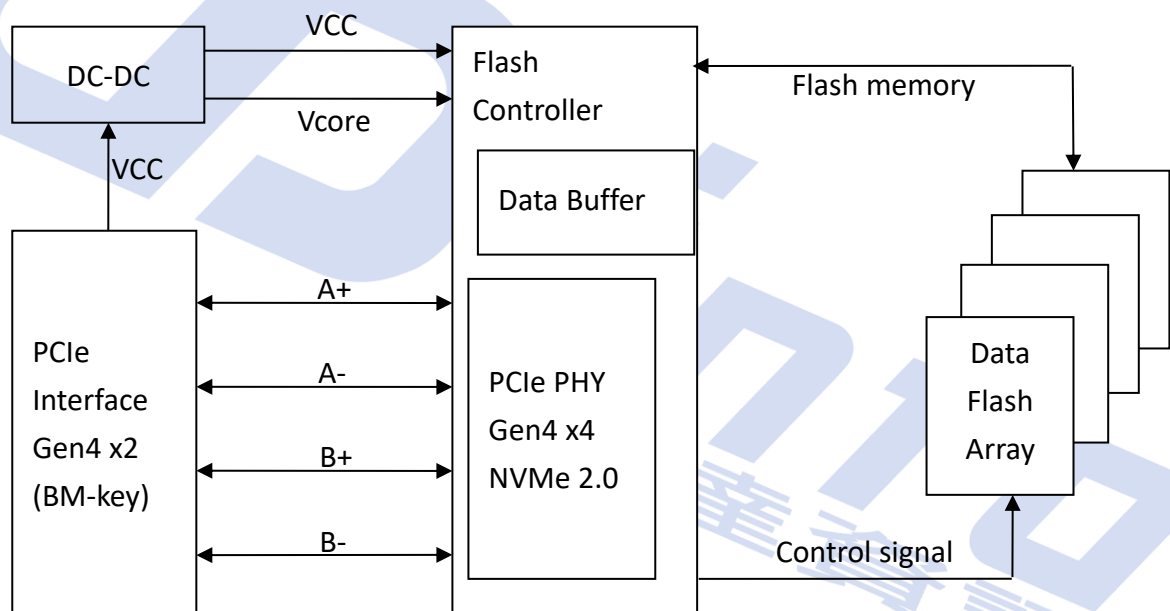 VCC
DC-DC
Vcore
VCC
Flash
Controller
Flash memory
Data Buffer
A+
A-
B+
B-
PCIe
Interface
Gen4 x2
(BM-key)
PCIe PHY
Gen4 x4
NVMe 2.0
Data
Flash
Array
Control signal